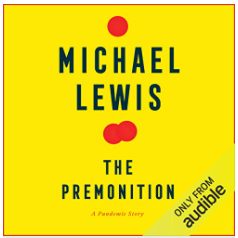 MICHAEL
LEWIS
THE
PREMONITION
A Pandemic Story
ONLY FROM
audible